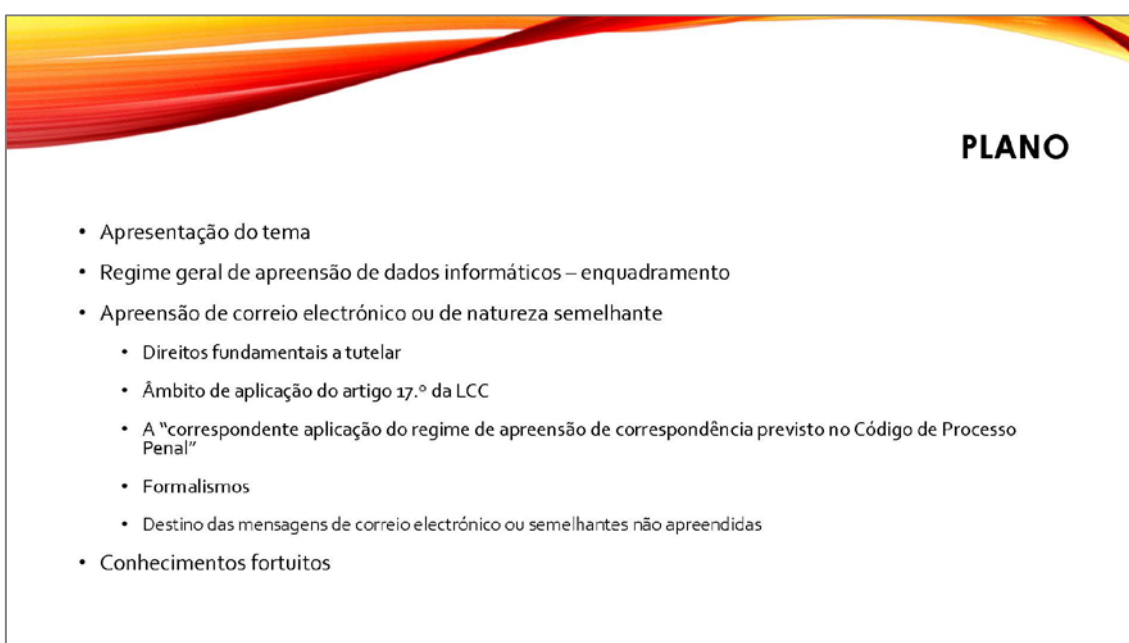 PLANO
• Apresentação do tema
• Regime geral de apreensão de dados informáticos – enquadramento
• Apreensão de correio electrónico ou de natureza semelhante
• Direitos fundamentais a tutelar
• Âmbito de aplicação do artigo 17.º da LCC
• A “correspondente aplicação do regime de apreensão de correspondência previsto no Código de Processo
Penal”
• Formalismos
• Destino das mensagens de correio electrónico ou semelhantes não apreendidas
• Conhecimentos fortuitos